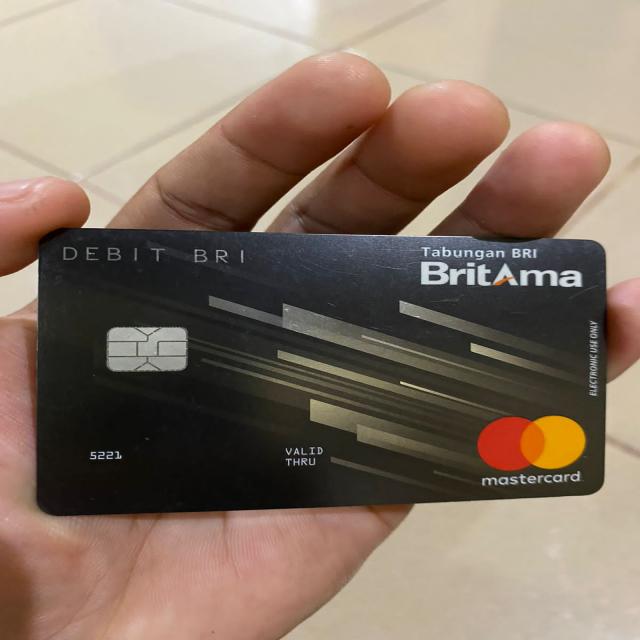 DEBIT BRI
Tabungan BRI
BritAma
ELECTRONIC USE ONLY
5221
VALID
THRU
mastercard